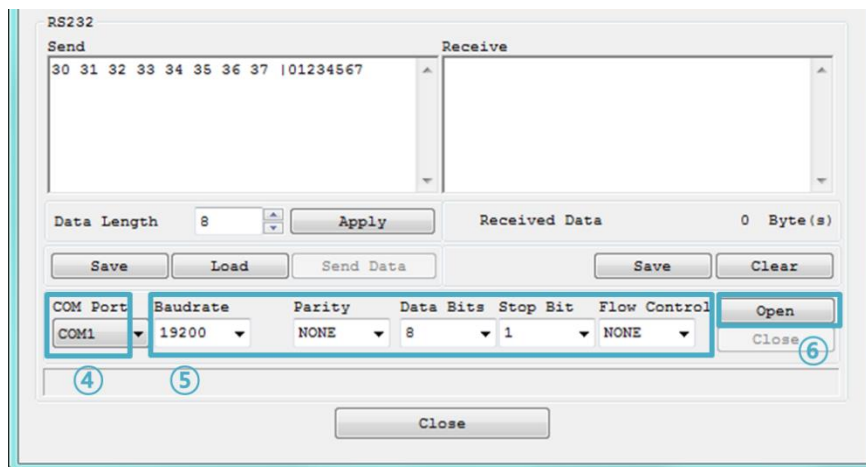 RS232
Send Receive
30 31 32 33 34 35 36 37 |01234567
Data Length 8 Apply Received Data 0 Byte(s)
Save Load Send Data Save Clear
COM Port Baudrate Parity Data Bits Stop Bit Flow Control Open
COM1 19200 NONE 8 1 NONE Close
④ ⑤ ⑥
Close